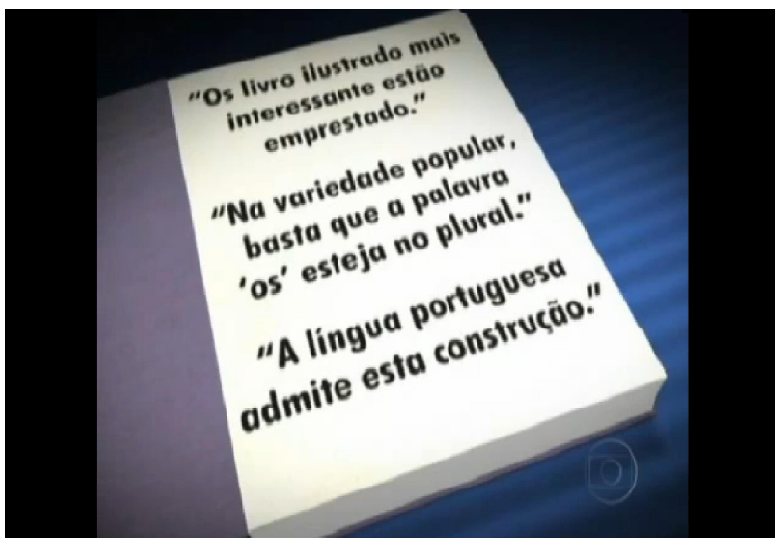 "Os livro ilustrado mais
interessante estão
emprestado."
"Na variedade popular,
basta que a palavra
'os' esteja no plural."
"A língua portuguesa
admite esta construção."